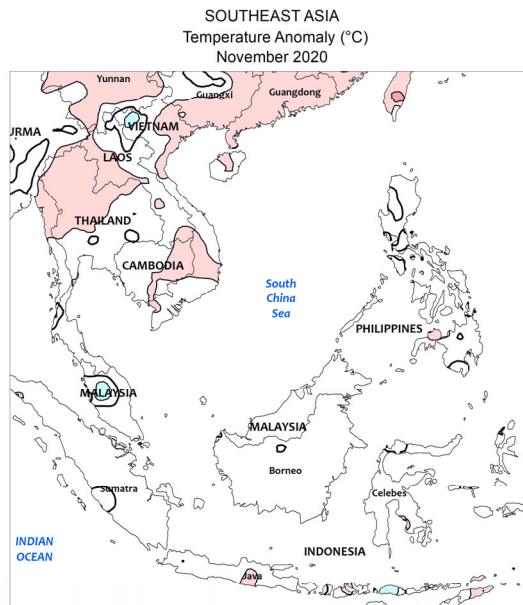 SOUTHEAST ASIA
Temperature Anomaly (°C)
November 2020
Yunnan
Guangxi
Guangdong
URMA
VIETNAM
LAOS
THAILAND
CAMBODIA
South
China
Sea
PHILIPPINES
MALAYSIA
MALAYSIA
Borneo
Sumatra
Celebes
INDIAN
OCEAN
INDONESIA
Java